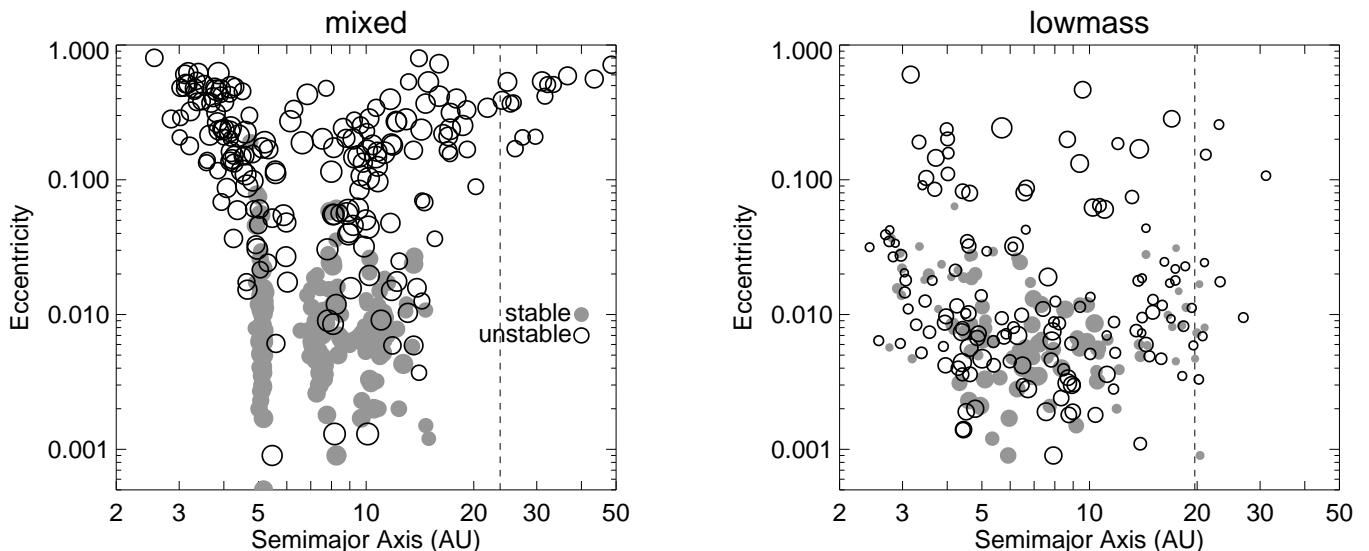 mixed
1.000
0.100
0.010
0.001
Eccentricity
stable
unstable
2 3 5 10 20 30 50
Semimajor Axis (AU)
lowmass
1.000
0.100
0.010
0.001
Eccentricity
2 3 5 10 20 30 50
Semimajor Axis (AU)